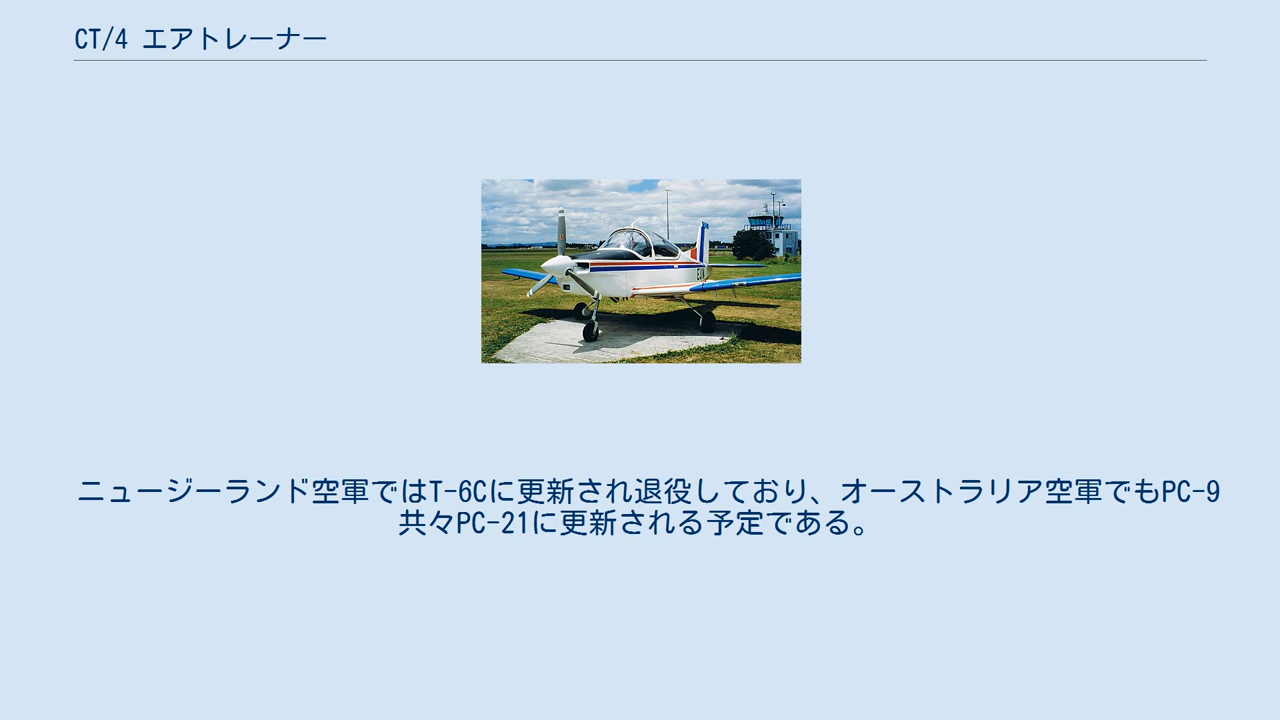 CT/4 エアトレーナー
ニュージーランド空軍ではT-6Cに更新され退役しており、オーストラリア空軍でもPC-9
共々PC-21に更新される予定である。